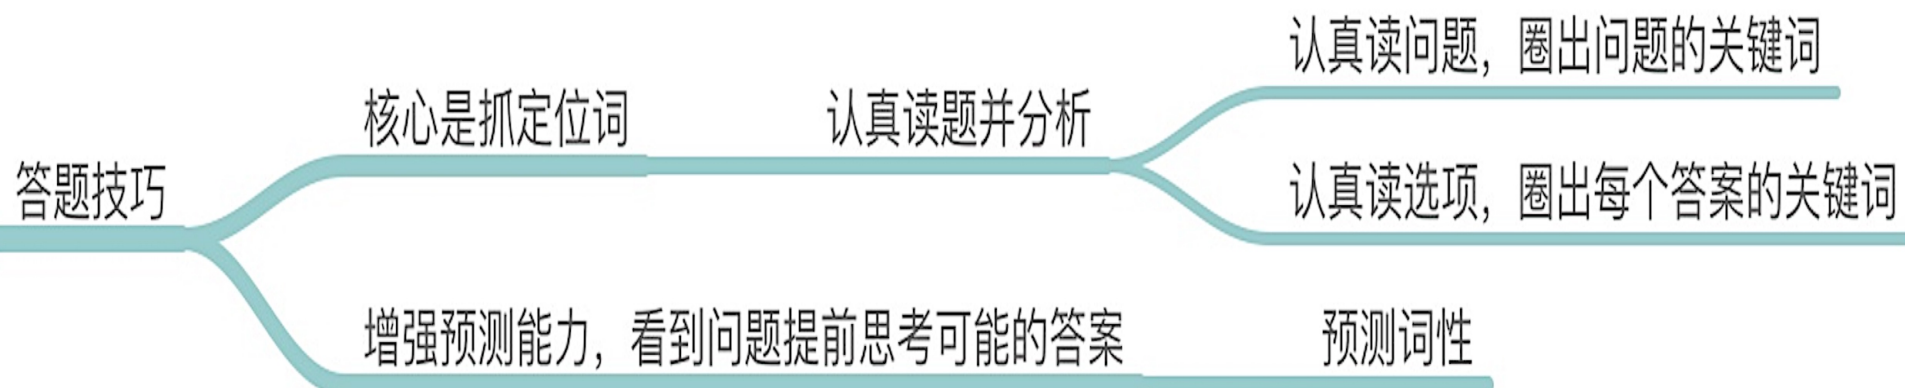 答题技巧
核心是抓定位词
认真读题并分析
认真读问题，圈出问题的关键词
认真读选项，圈出每个答案的关键词
增强预测能力，看到问题提前思考可能的答案
预测词性